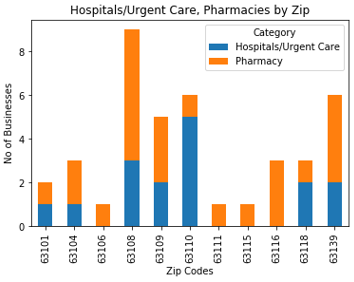 Hospitals/Urgent Care, Pharmacies by Zip
Category
Hospitals/Urgent Care
Pharmacy
No of Businesses
8
6
4
2
0
63101 63104 63106 63108 63109 63110 63111 63115 63116 63118 63139
Zip Codes